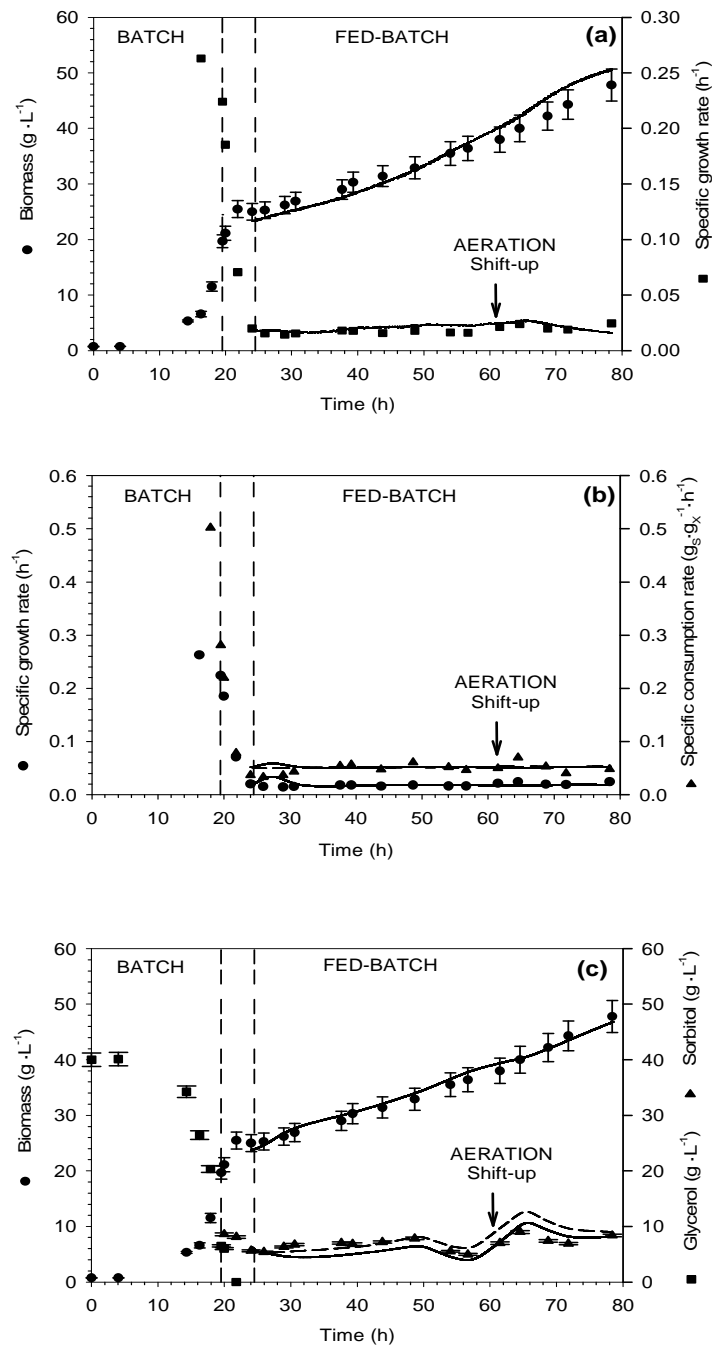 (a)
BATCH
FED-BATCH
AERATION
Shift-up
Biomass (g·L⁻¹)
Specific growth rate (h⁻¹)
60
50
40
30
20
10
0
0.30
0.25
0.20
0.15
0.10
0.05
0.00
0 10 20 30 40 50 60 70 80
Time (h)
(b)
BATCH
FED-BATCH
AERATION
Shift-up
Specific growth rate (h⁻¹)
Specific consumption rate (gS·gX⁻¹·h⁻¹)
0.6
0.5
0.4
0.3
0.2
0.1
0.0
0.6
0.5
0.4
0.3
0.2
0.1
0.0
0 10 20 30 40 50 60 70 80
Time (h)
(c)
BATCH
FED-BATCH
AERATION
Shift-up
Biomass (g·L⁻¹)
Sorbitol (g·L⁻¹)
Glycerol (g·L⁻¹)
60
50
40
30
20
10
0
60
50
40
30
20
10
0
0 10 20 30 40 50 60 70 80
Time (h)